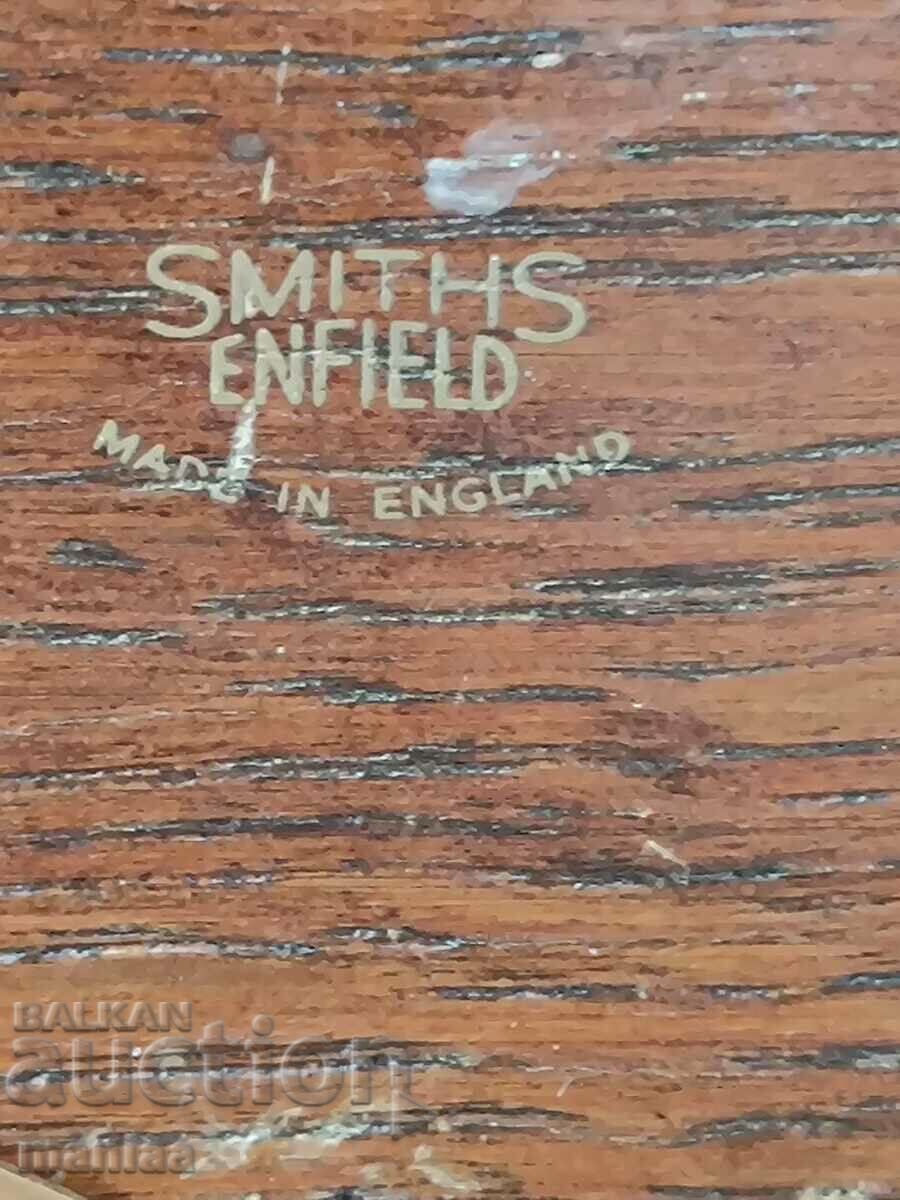 SMITHS
ENFIELD
MADE IN ENGLAND
BALKAN
auction